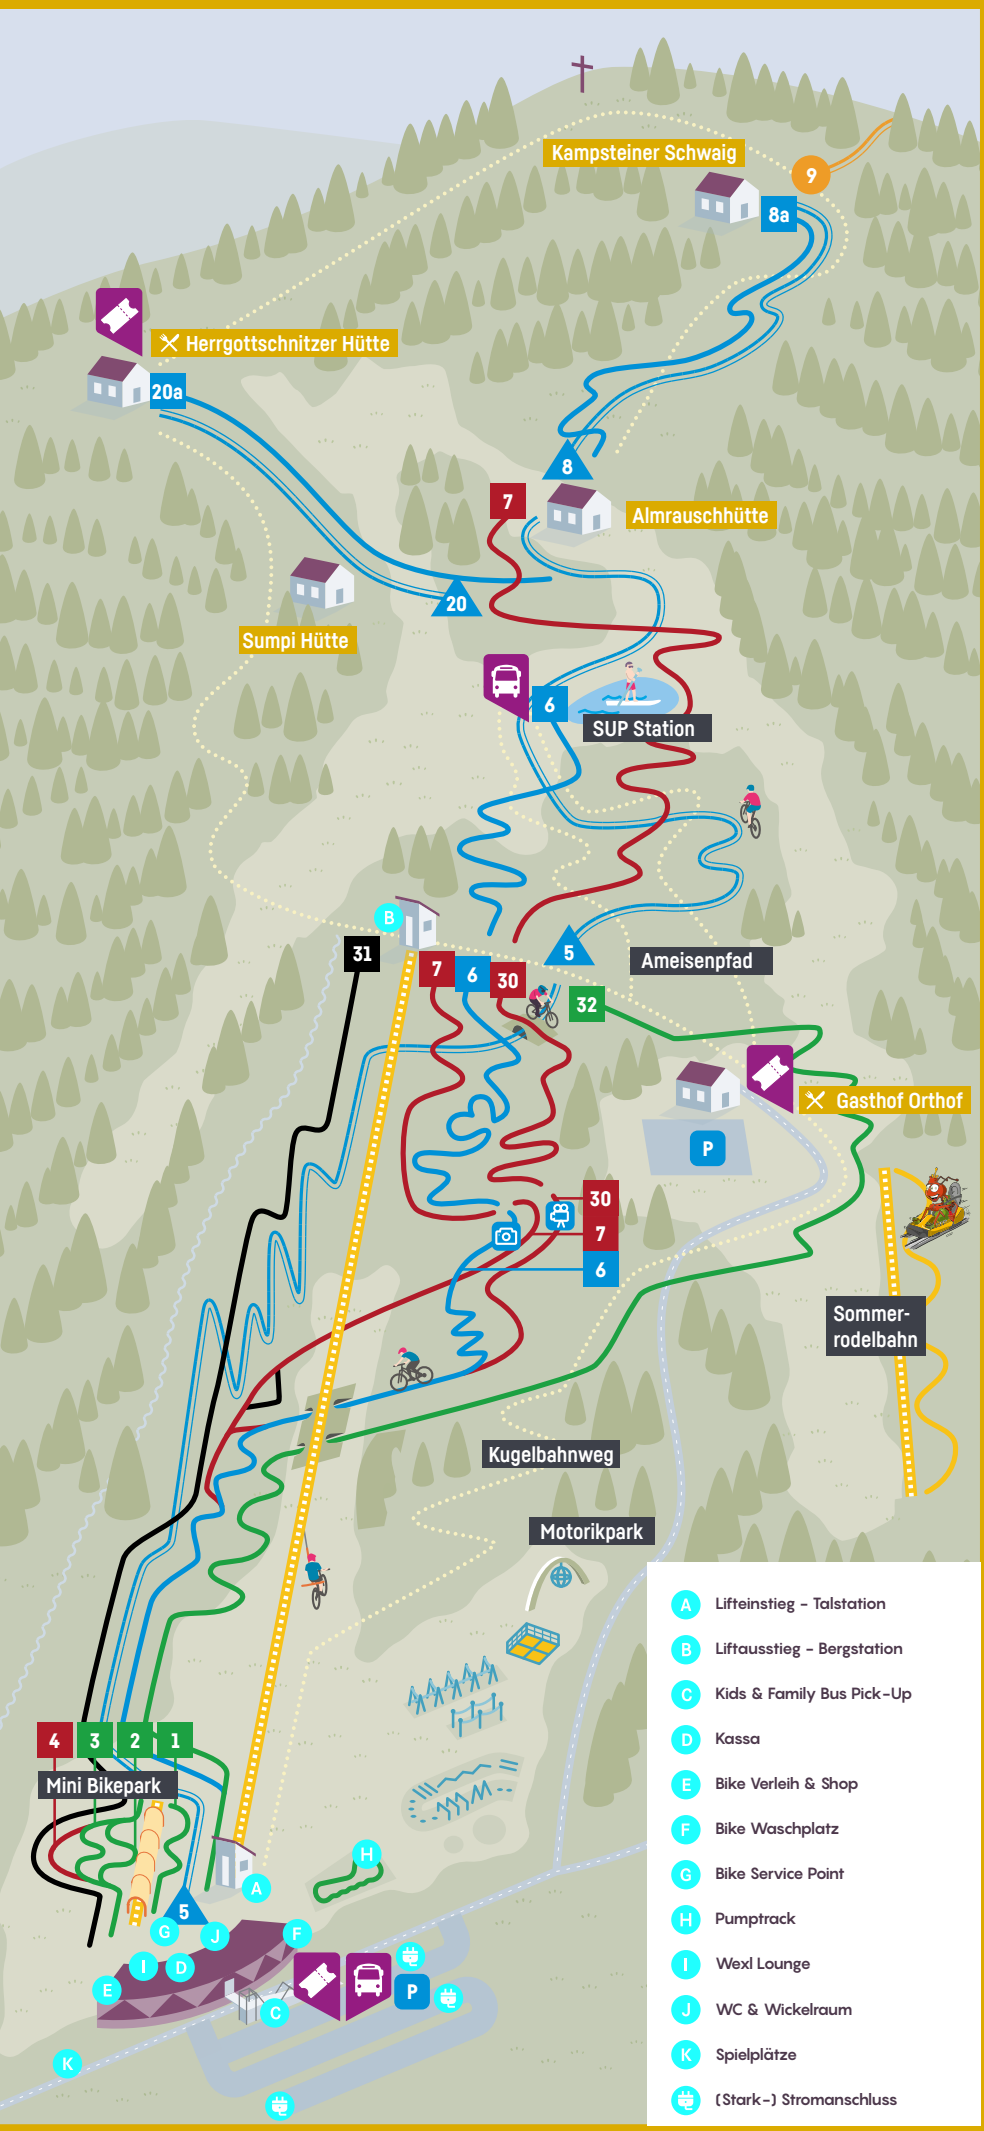 Kampsteiner Schwaig
9
8a
Herrgottschnitzer Hütte
20a
8
7
Almrauschhütte
20
Sumpi Hütte
6
SUP Station
B
31
5
Ameisenpfad
7
6
30
32
Gasthof Orthof
P
30
7
6
Sommer-
rodelbahn
Kugelbahnweg
Motorikpark
4
3
2
1
Mini Bikepark
H
A
5
G
J
F
I
D
E
C
P
K
A Lifteinstieg - Talstation
B Liftausstieg - Bergstation
C Kids & Family Bus Pick-Up
D Kassa
E Bike Verleih & Shop
F Bike Waschplatz
G Bike Service Point
H Pumptrack
I Wexl Lounge
J WC & Wickelraum
K Spielplätze
(Stark-) Stromanschluss